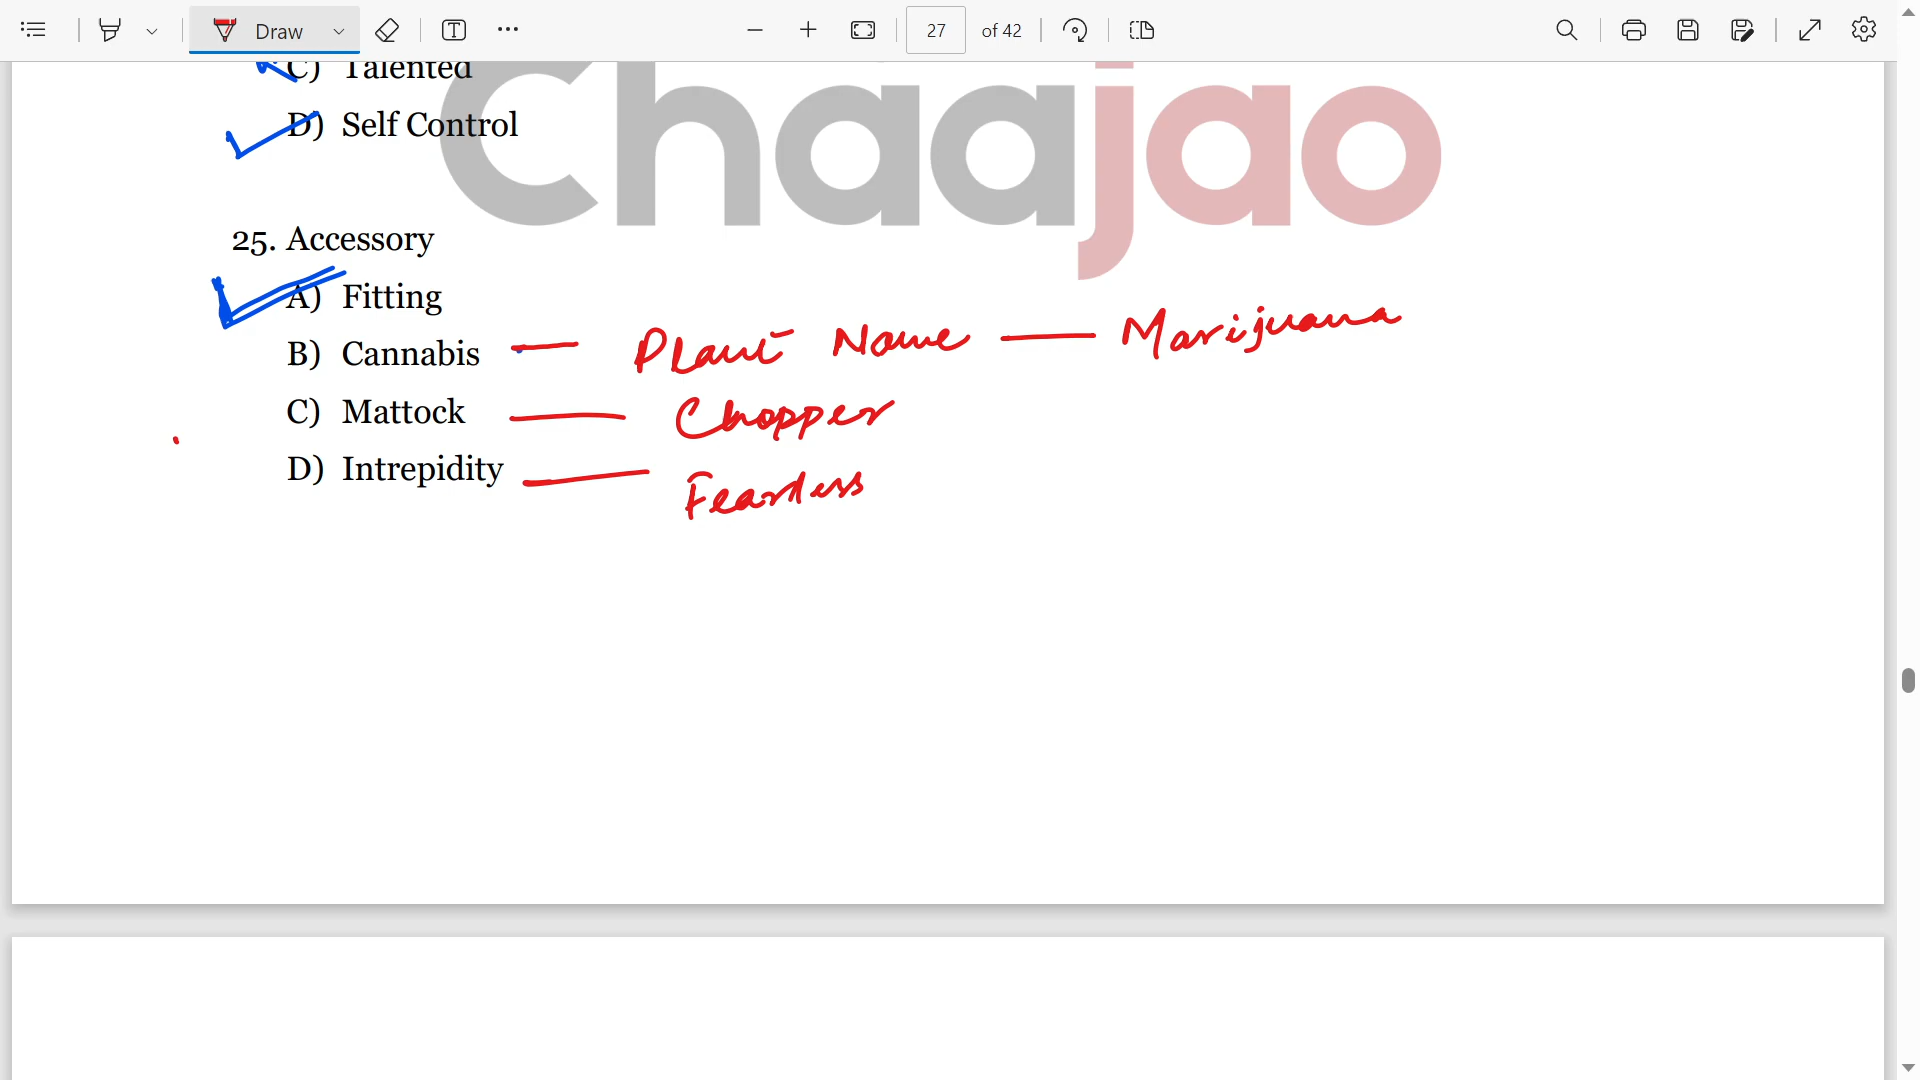 Draw
27 of 42
C) Talented
D) Self Control
Chaajao
25. Accessory
A) Fitting
B) Cannabis — Plant Name — Marijuana
C) Mattock — Chopper
D) Intrepidity — Fearless